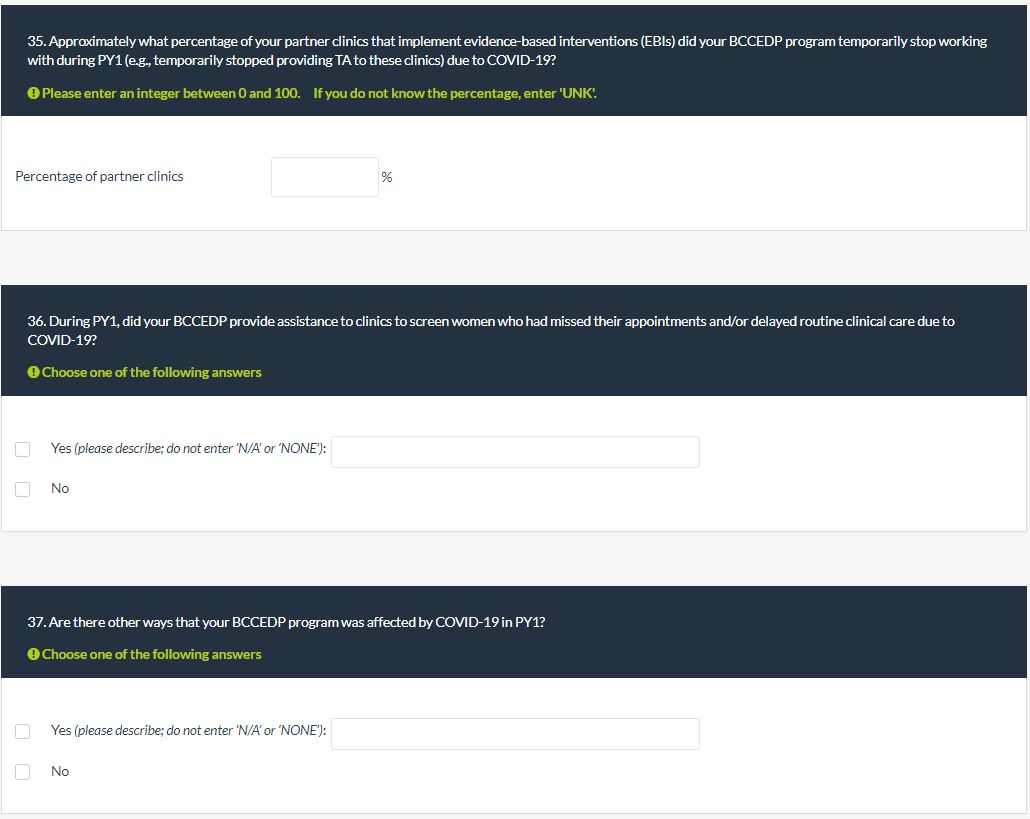 35. Approximately what percentage of your partner clinics that implement evidence-based interventions (EBIs) did your BCCEDP program temporarily stop working
with during PY1 (e.g., temporarily stopped providing TA to these clinics) due to COVID-19?
Please enter an integer between 0 and 100. If you do not know the percentage, enter 'UNK'.
Percentage of partner clinics %
36. During PY1, did your BCCEDP provide assistance to clinics to screen women who had missed their appointments and/or delayed routine clinical care due to
COVID-19?
Choose one of the following answers
Yes (please describe; do not enter 'N/A' or 'NONE'):
No
37. Are there other ways that your BCCEDP program was affected by COVID-19 in PY1?
Choose one of the following answers
Yes (please describe; do not enter 'N/A' or 'NONE'):
No